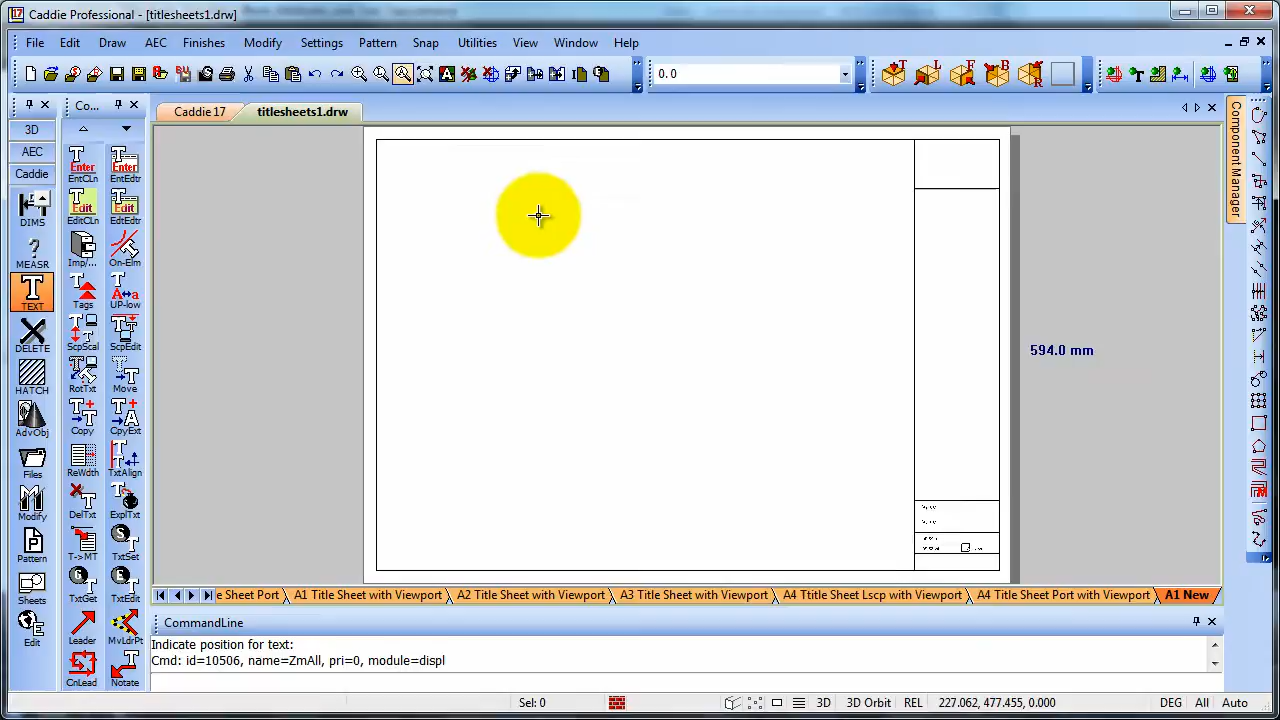 Caddie Professional - [titlesheets1.drw]
File Edit Draw AEC Finishes Modify Settings Pattern Snap Utilities View Window Help
0. 0
Co...
Caddie 17 titlesheets1.drw
3D
AEC
Caddie
DIMS
MEASR
TEXT
DELETE
HATCH
AdvObj
Files
Modify
Pattern
Sheets
Edit
EntCLn EntEdtr
EditCLn EdtEdtr
Imp/... On-Elm
Tags UP-low
ScpScal ScpEdit
RotTxt Move
Copy CpyExt
ReWdth TxtAlign
DelTxt ExplTxt
T->MT TxtSet
TxtGet TxtEdit
Leader MvLdrPt
CnLead Notate
594.0 mm
Component Manager
e Sheet Port A1 Title Sheet with Viewport A2 Title Sheet with Viewport A3 Title Sheet with Viewport A4 Title Sheet Lscp with Viewport A4 Title Sheet Port with Viewport A1 New
CommandLine
Indicate position for text:
Cmd: id=10506, name=ZmAll, pri=0, module=displ
Sel: 0 3D 3D Orbit REL 227.062, 477.455, 0.000 DEG All Auto